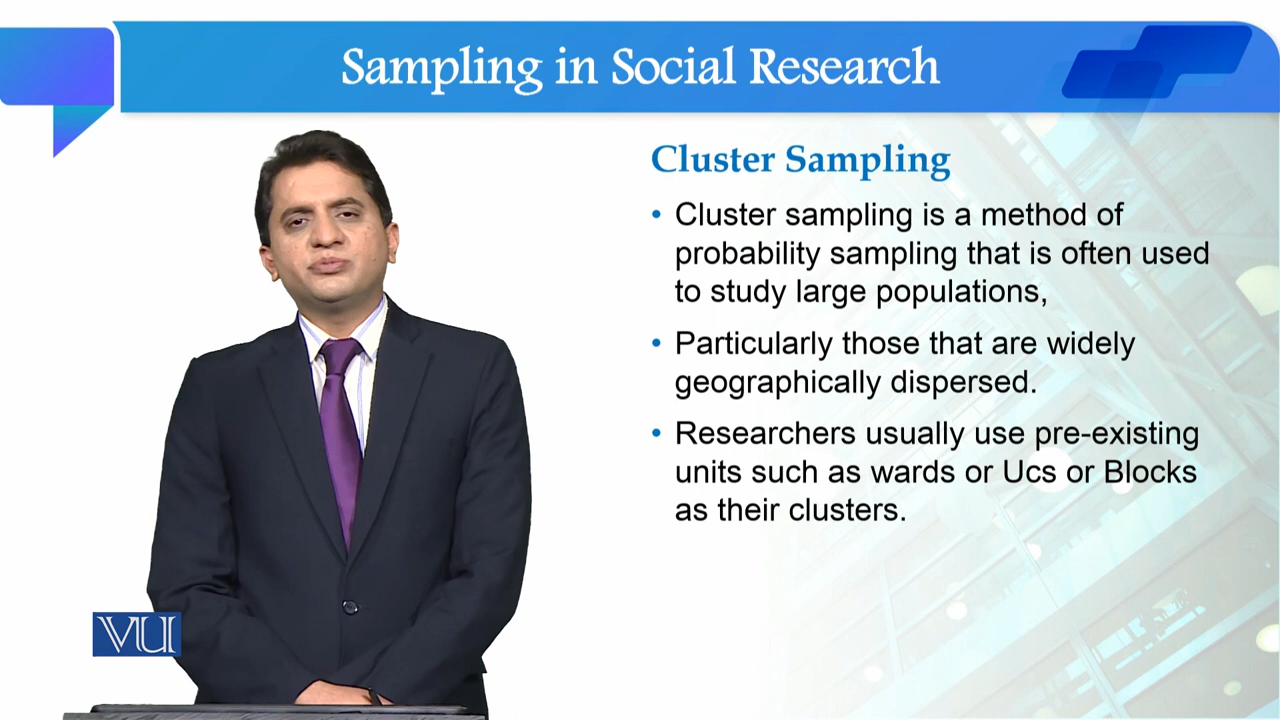 Sampling in Social Research
Cluster Sampling
• Cluster sampling is a method of
probability sampling that is often used
to study large populations,
• Particularly those that are widely
geographically dispersed.
• Researchers usually use pre-existing
units such as wards or Ucs or Blocks
as their clusters.
VU